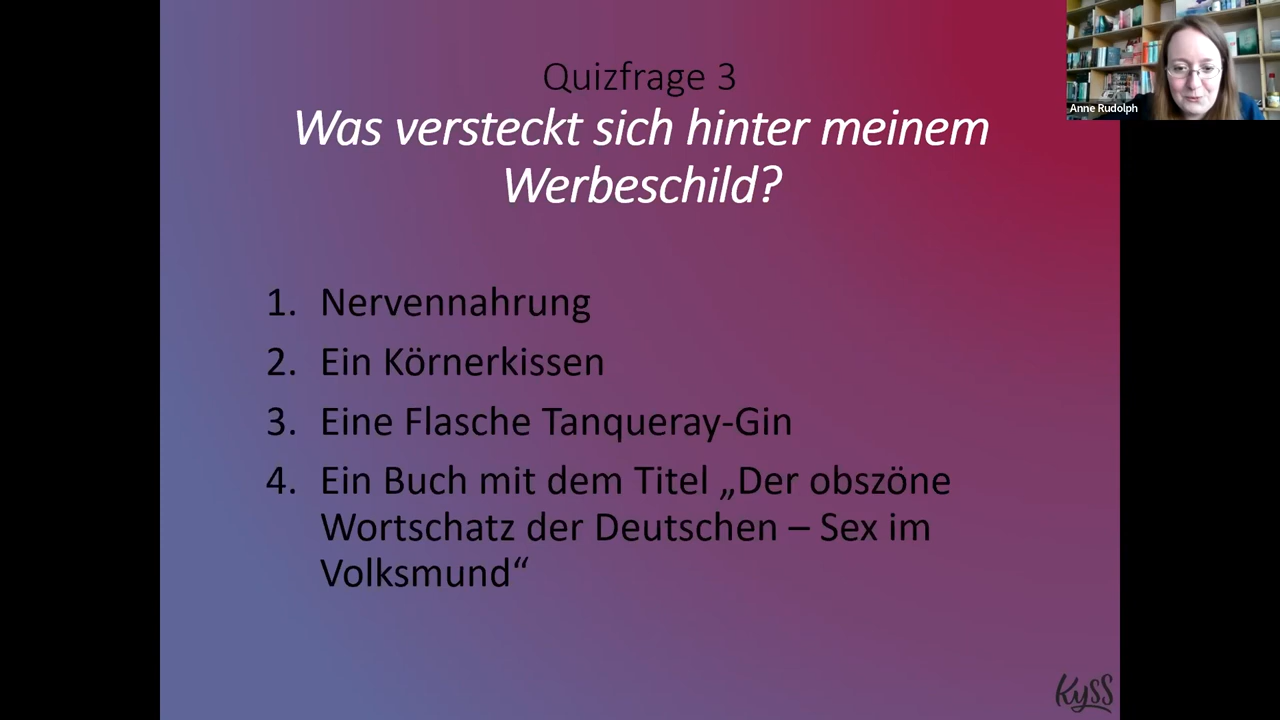 Quizfrage 3
Was versteckt sich hinter meinem
Werbeschild?
Anne Rudolph
1. Nervennahrung
2. Ein Körnerkissen
3. Eine Flasche Tanqueray-Gin
4. Ein Buch mit dem Titel „Der obszöne
Wortschatz der Deutschen – Sex im
Volksmund“
Kyss